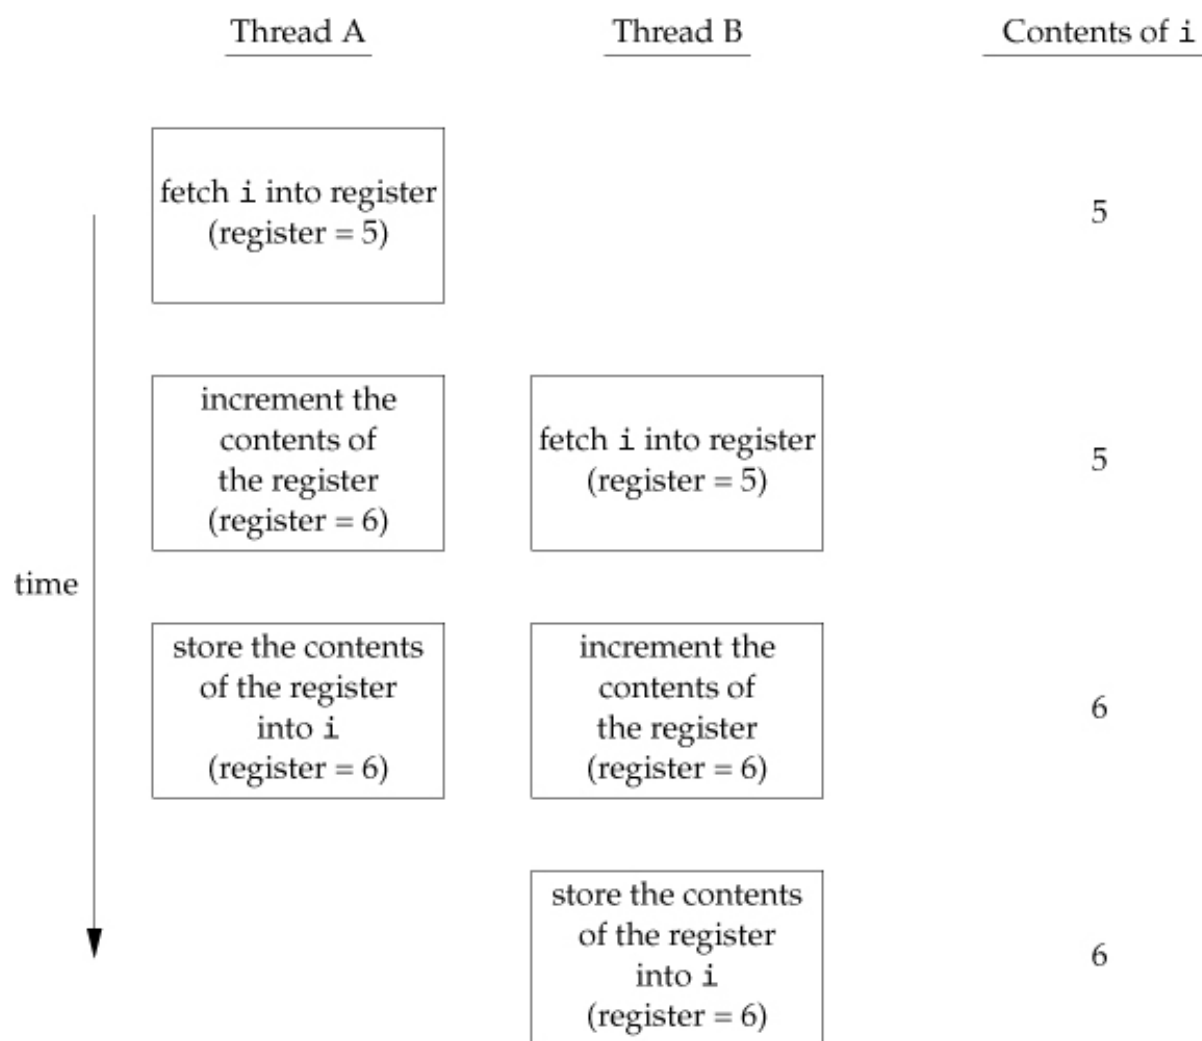 Thread A
Thread B
Contents of i
fetch i into register
(register = 5)
5
increment the
contents of
the register
(register = 6)
fetch i into register
(register = 5)
5
time
store the contents
of the register
into i
(register = 6)
increment the
contents of
the register
(register = 6)
6
store the contents
of the register
into i
(register = 6)
6